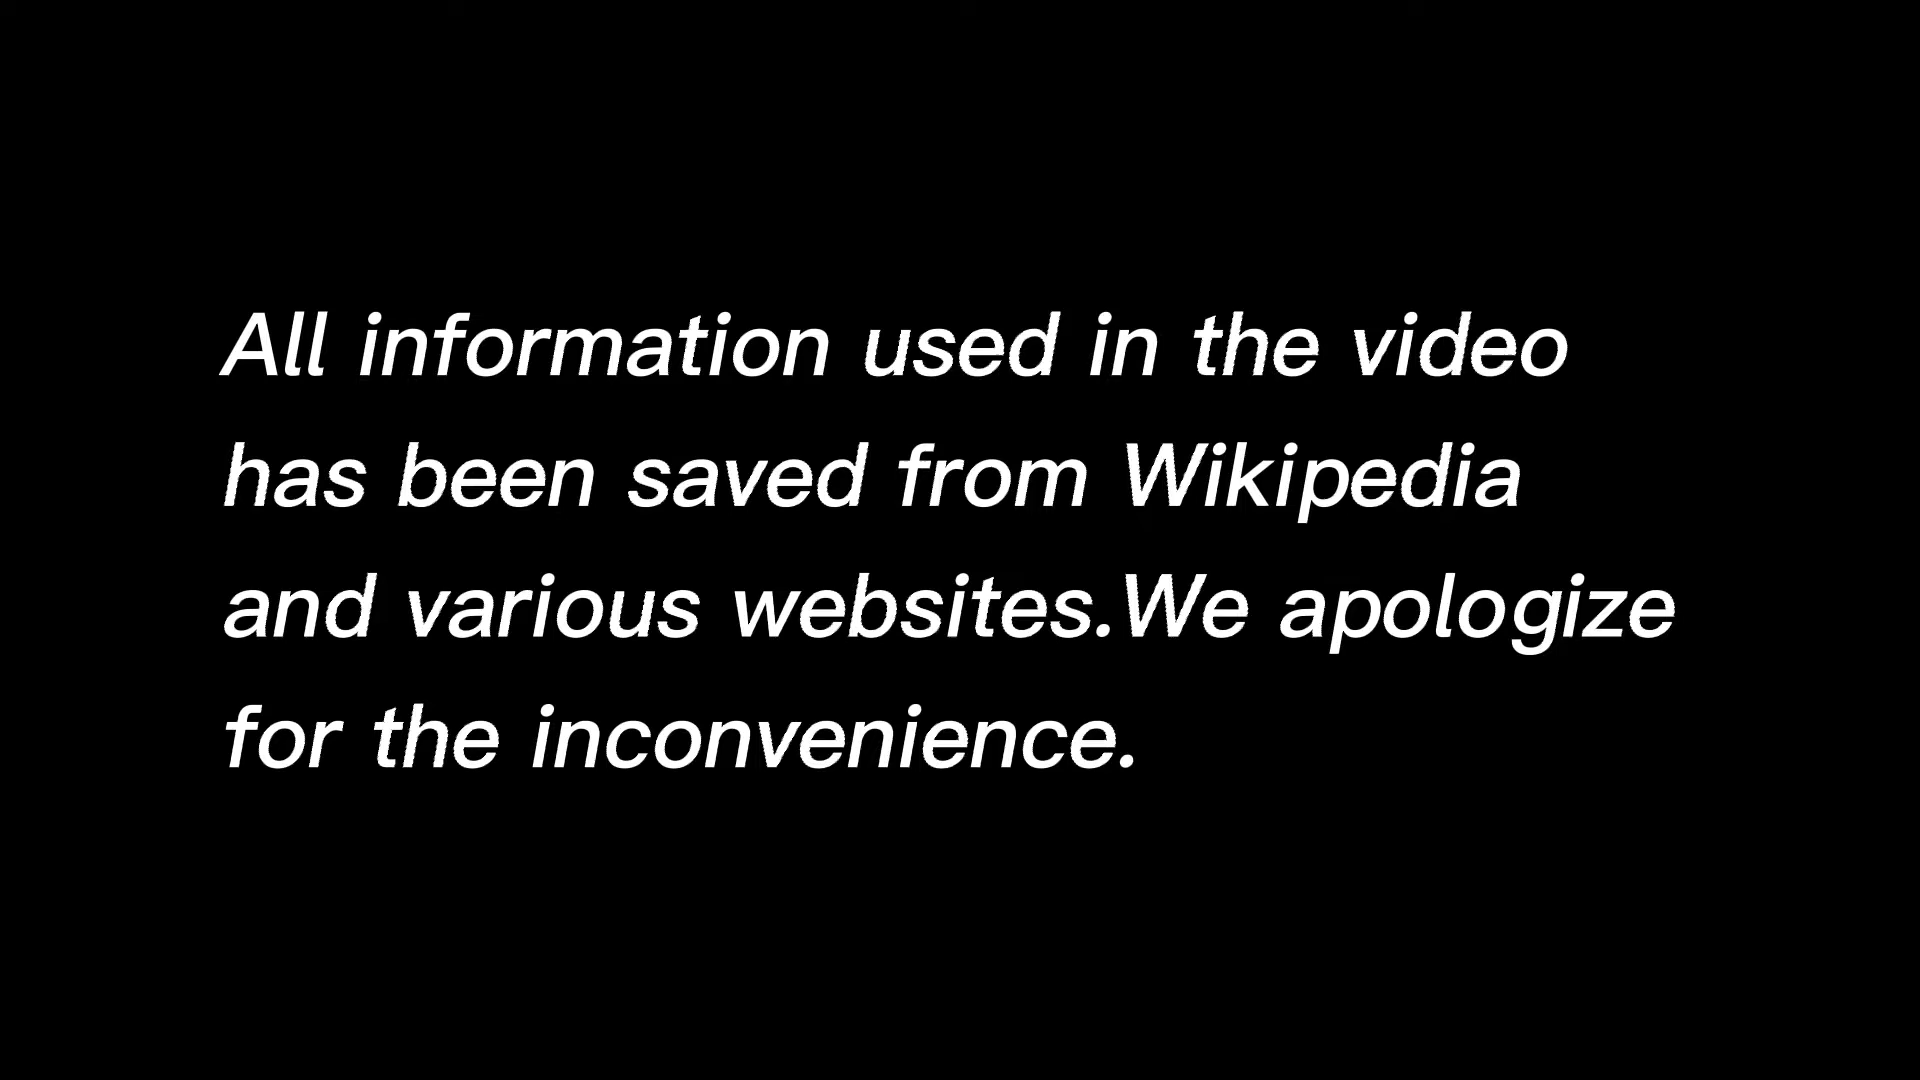 All information used in the video
has been saved from Wikipedia
and various websites.We apologize
for the inconvenience.